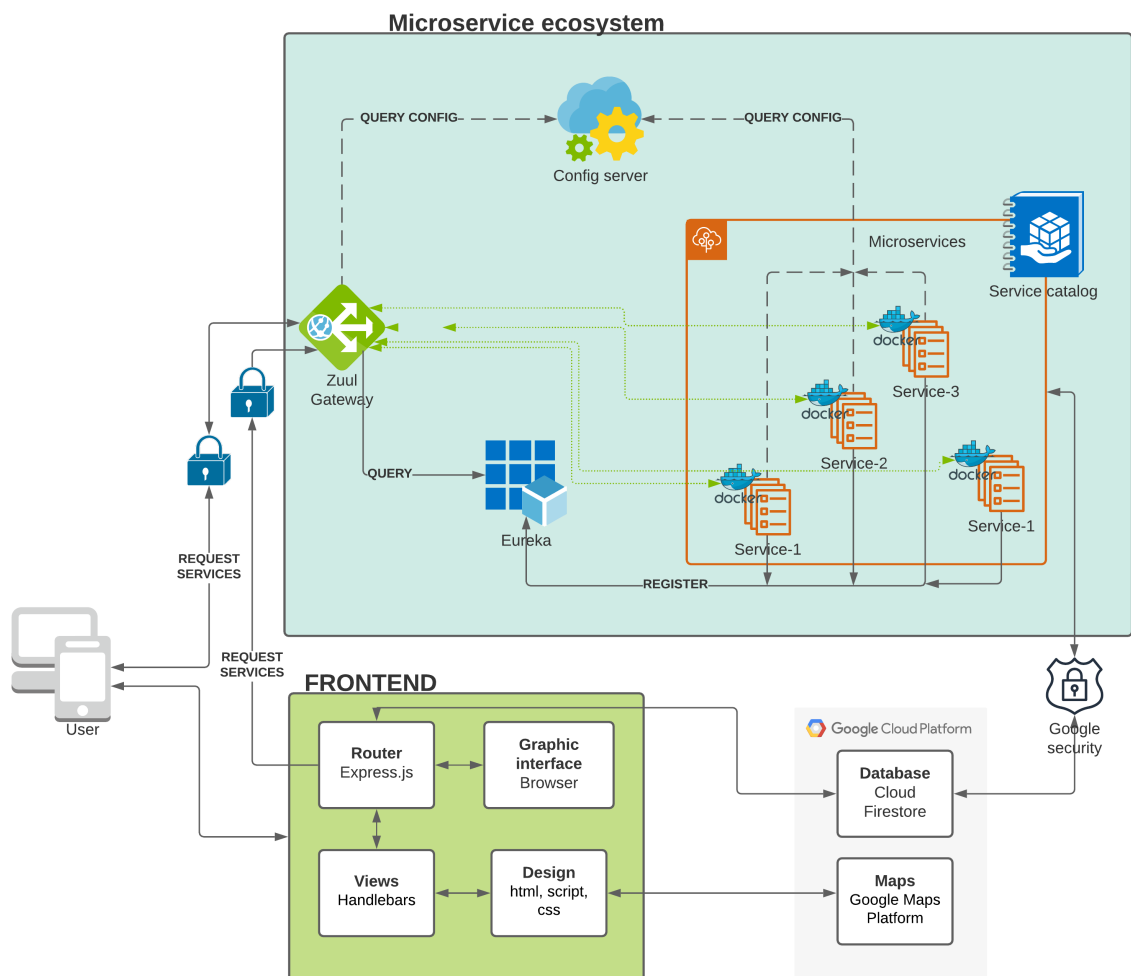 Microservice ecosystem
QUERY CONFIG
QUERY CONFIG
Config server
Microservices
Service catalog
docker
Service-3
Zuul
Gateway
docker
Service-2
QUERY
Eureka
docker
Service-1
docker
Service-1
REGISTER
REQUEST
SERVICES
REQUEST
SERVICES
User
FRONTEND
Router
Express.js
Graphic
interface
Browser
Views
Handlebars
Design
html, script,
css
Google Cloud Platform
Database
Cloud
Firestore
Maps
Google Maps
Platform
Google
security